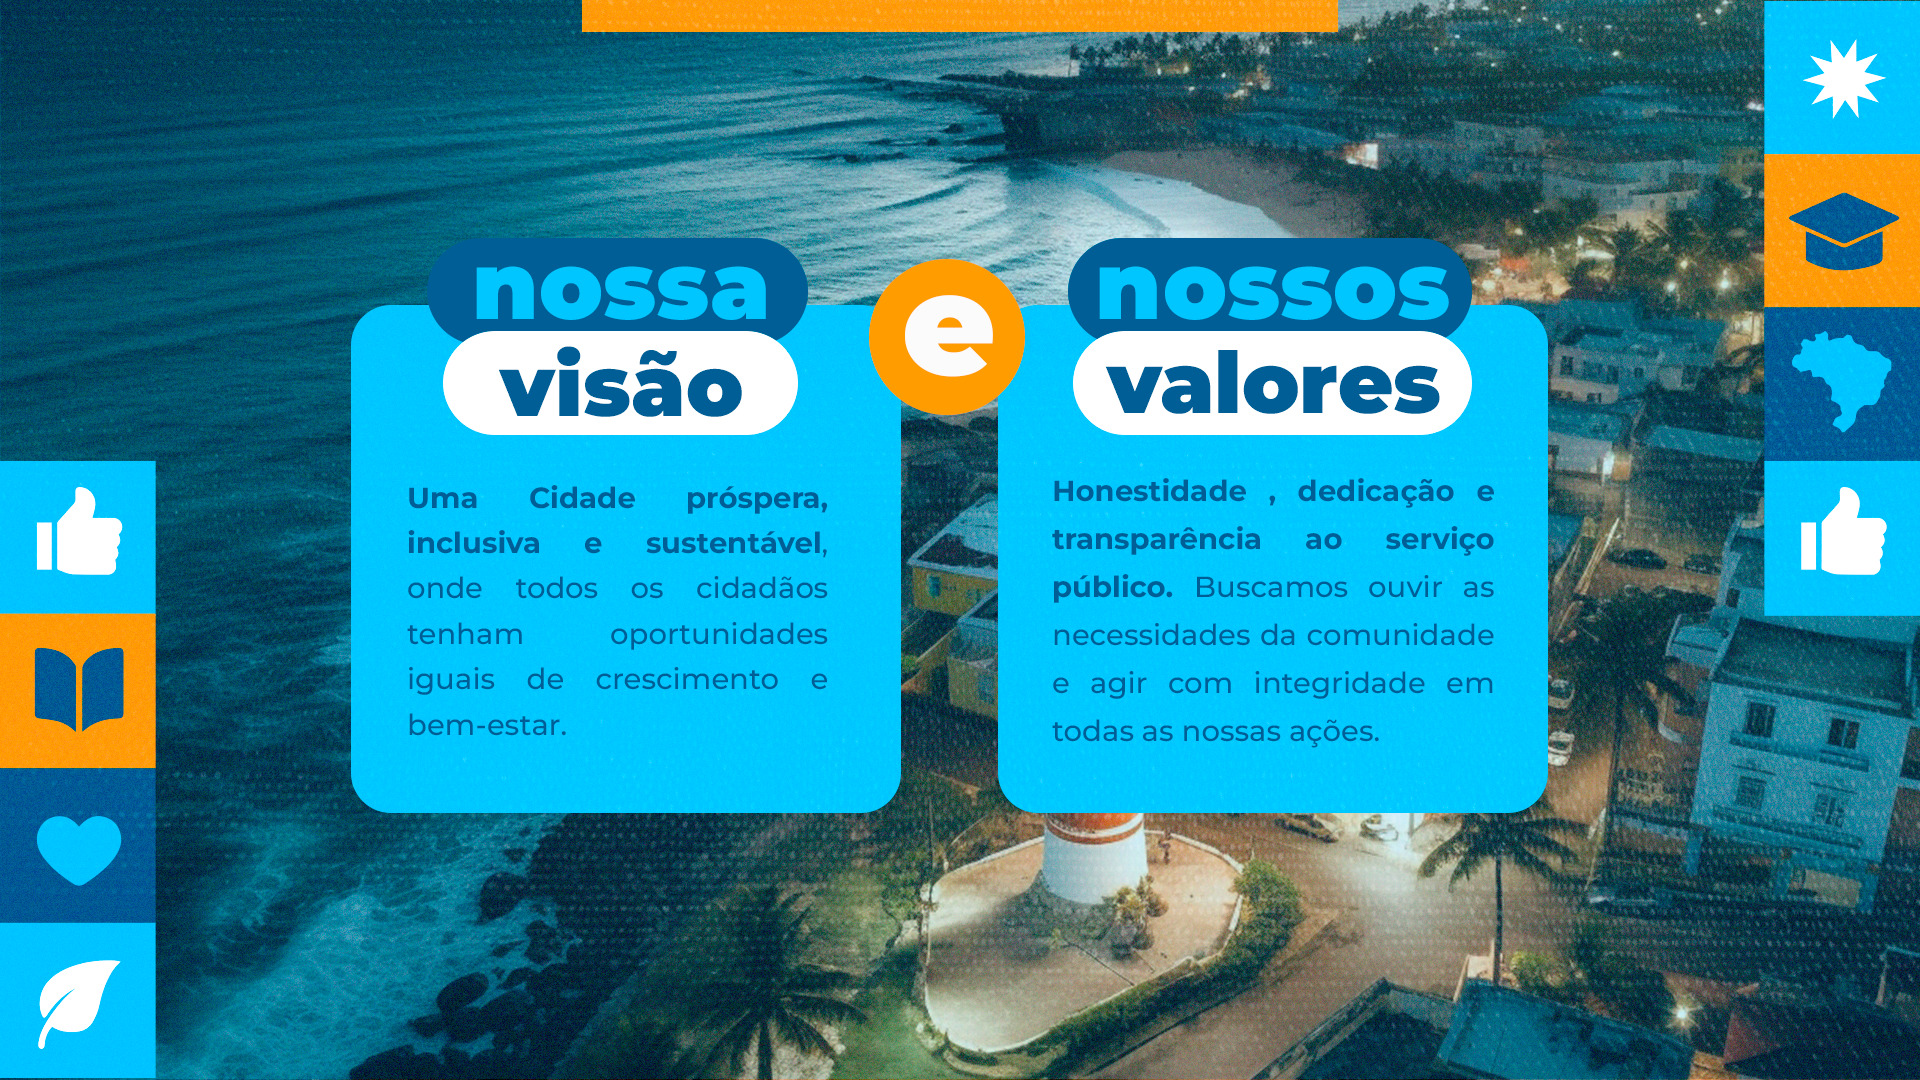 nossa
visão
e
nossos
valores
Uma Cidade próspera,
inclusiva e sustentável,
onde todos os cidadãos
tenham oportunidades
iguais de crescimento e
bem-estar.
Honestidade , dedicação e
transparência ao serviço
público. Buscamos ouvir as
necessidades da comunidade
e agir com integridade em
todas as nossas ações.